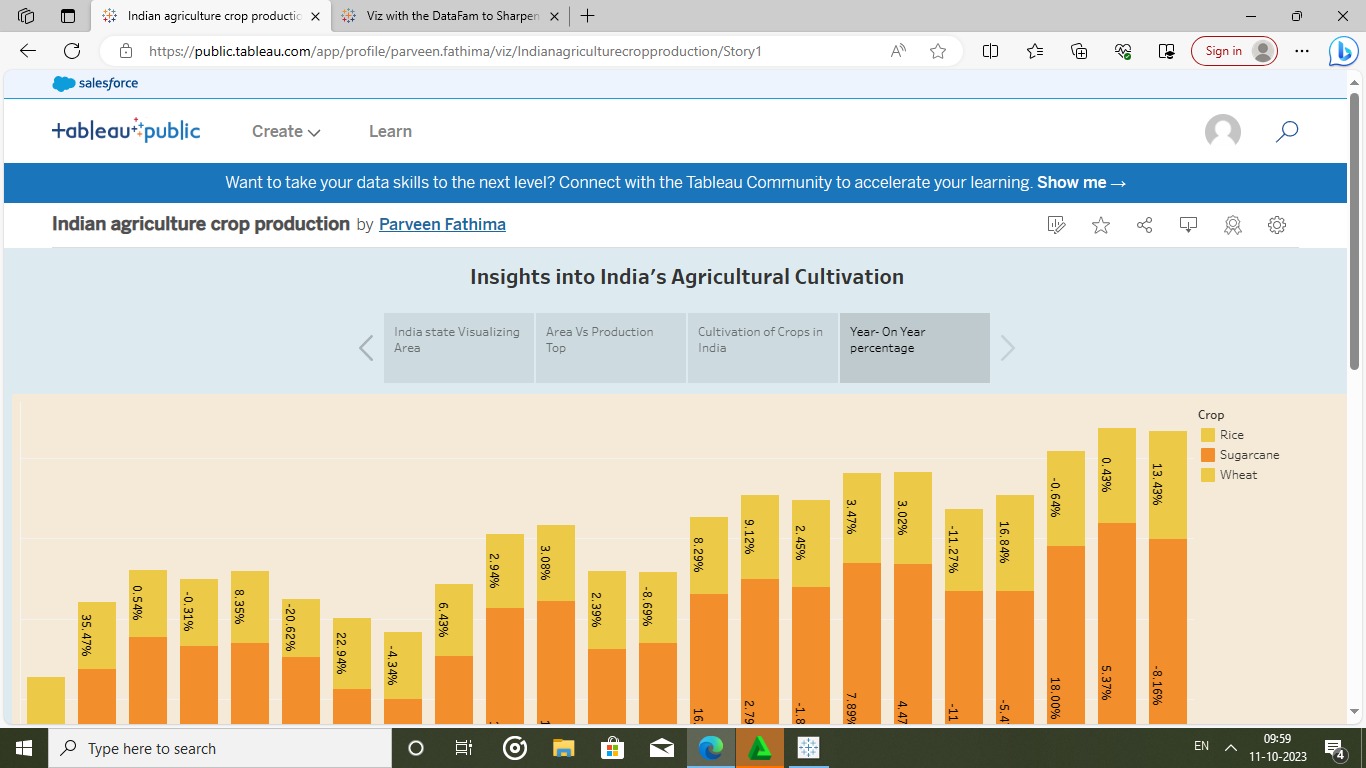 Indian agriculture crop productio
Viz with the DataFam to Sharpen
https://public.tableau.com/app/profile/parveen.fathima/viz/Indianagriculturecropproduction/Story1
Sign in
salesforce
+ableau public
Create
Learn
Want to take your data skills to the next level? Connect with the Tableau Community to accelerate your learning. Show me →
Indian agriculture crop production by Parveen Fathima
Insights into India's Agricultural Cultivation
India state Visualizing
Area
Area Vs Production
Top
Cultivation of Crops in
India
Year- On Year
percentage
Crop
Rice
Sugarcane
Wheat
35.47%
0.54%
-0.31%
8.35%
-20.62%
22.94%
-4.34%
6.43%
2.94%
3.08%
2.39%
-8.69%
8.29%
9.12%
2.45%
3.47%
3.02%
-11.27%
16.84%
-0.64%
0.43%
13.43%
16.
2.79
-1.8
7.89%
4.47
-11
-5.4
18.00%
5.37%
-8.16%
Type here to search
EN
09:59
11-10-2023
4